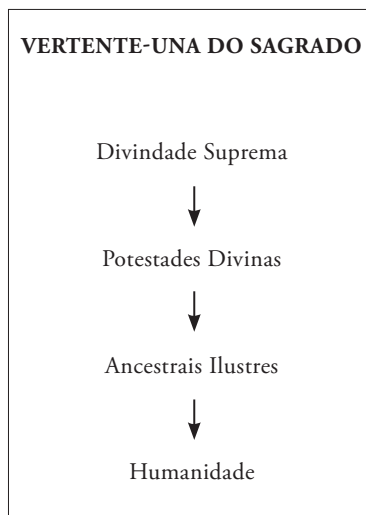 VERTENTE-UNA DO SAGRADO
Divindade Suprema
Potestades Divinas
Ancestrais Ilustres
Humanidade